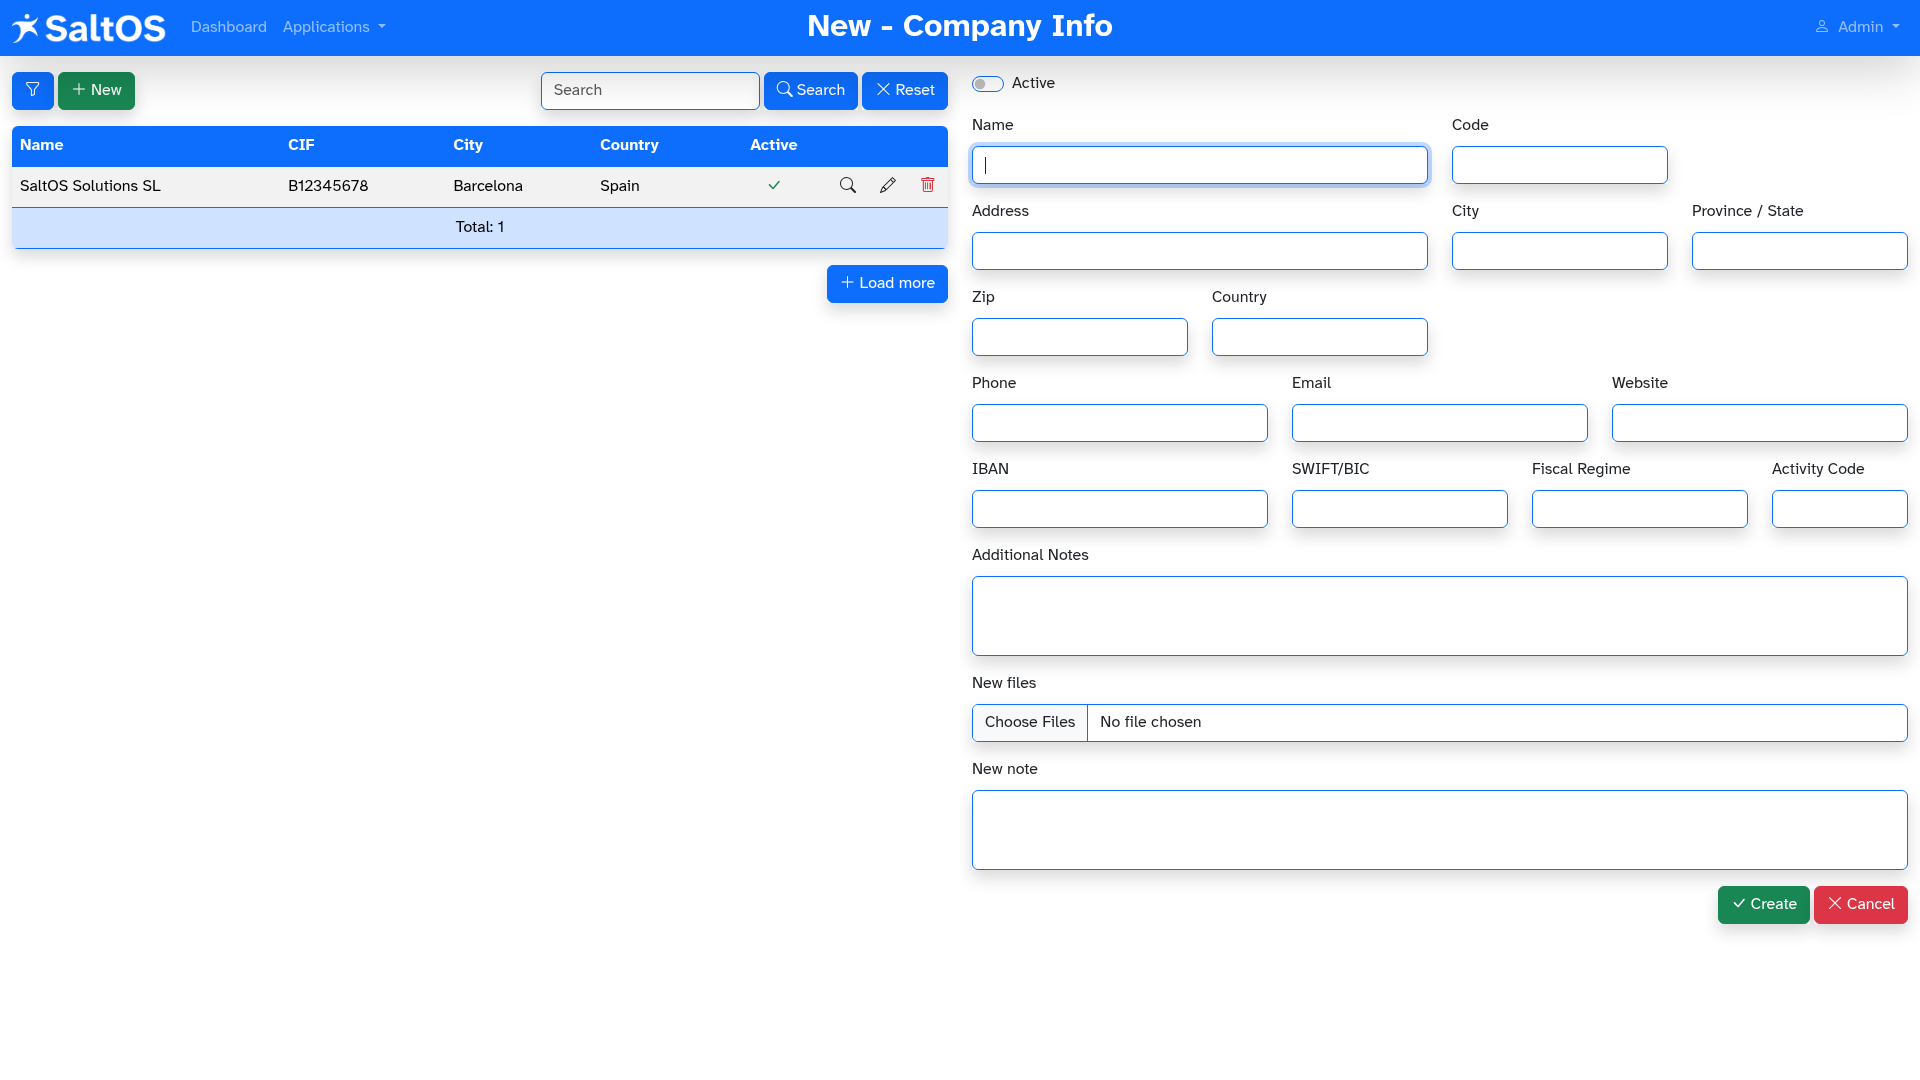 SaltOS Dashboard Applications New - Company Info Admin
New Search Search Reset
Name CIF City Country Active
SaltOS Solutions SL B12345678 Barcelona Spain
Total: 1
Load more
Active
Name Code
Address City Province / State
Zip Country
Phone Email Website
IBAN SWIFT/BIC Fiscal Regime Activity Code
Additional Notes
New files
Choose Files No file chosen
New note
Create Cancel